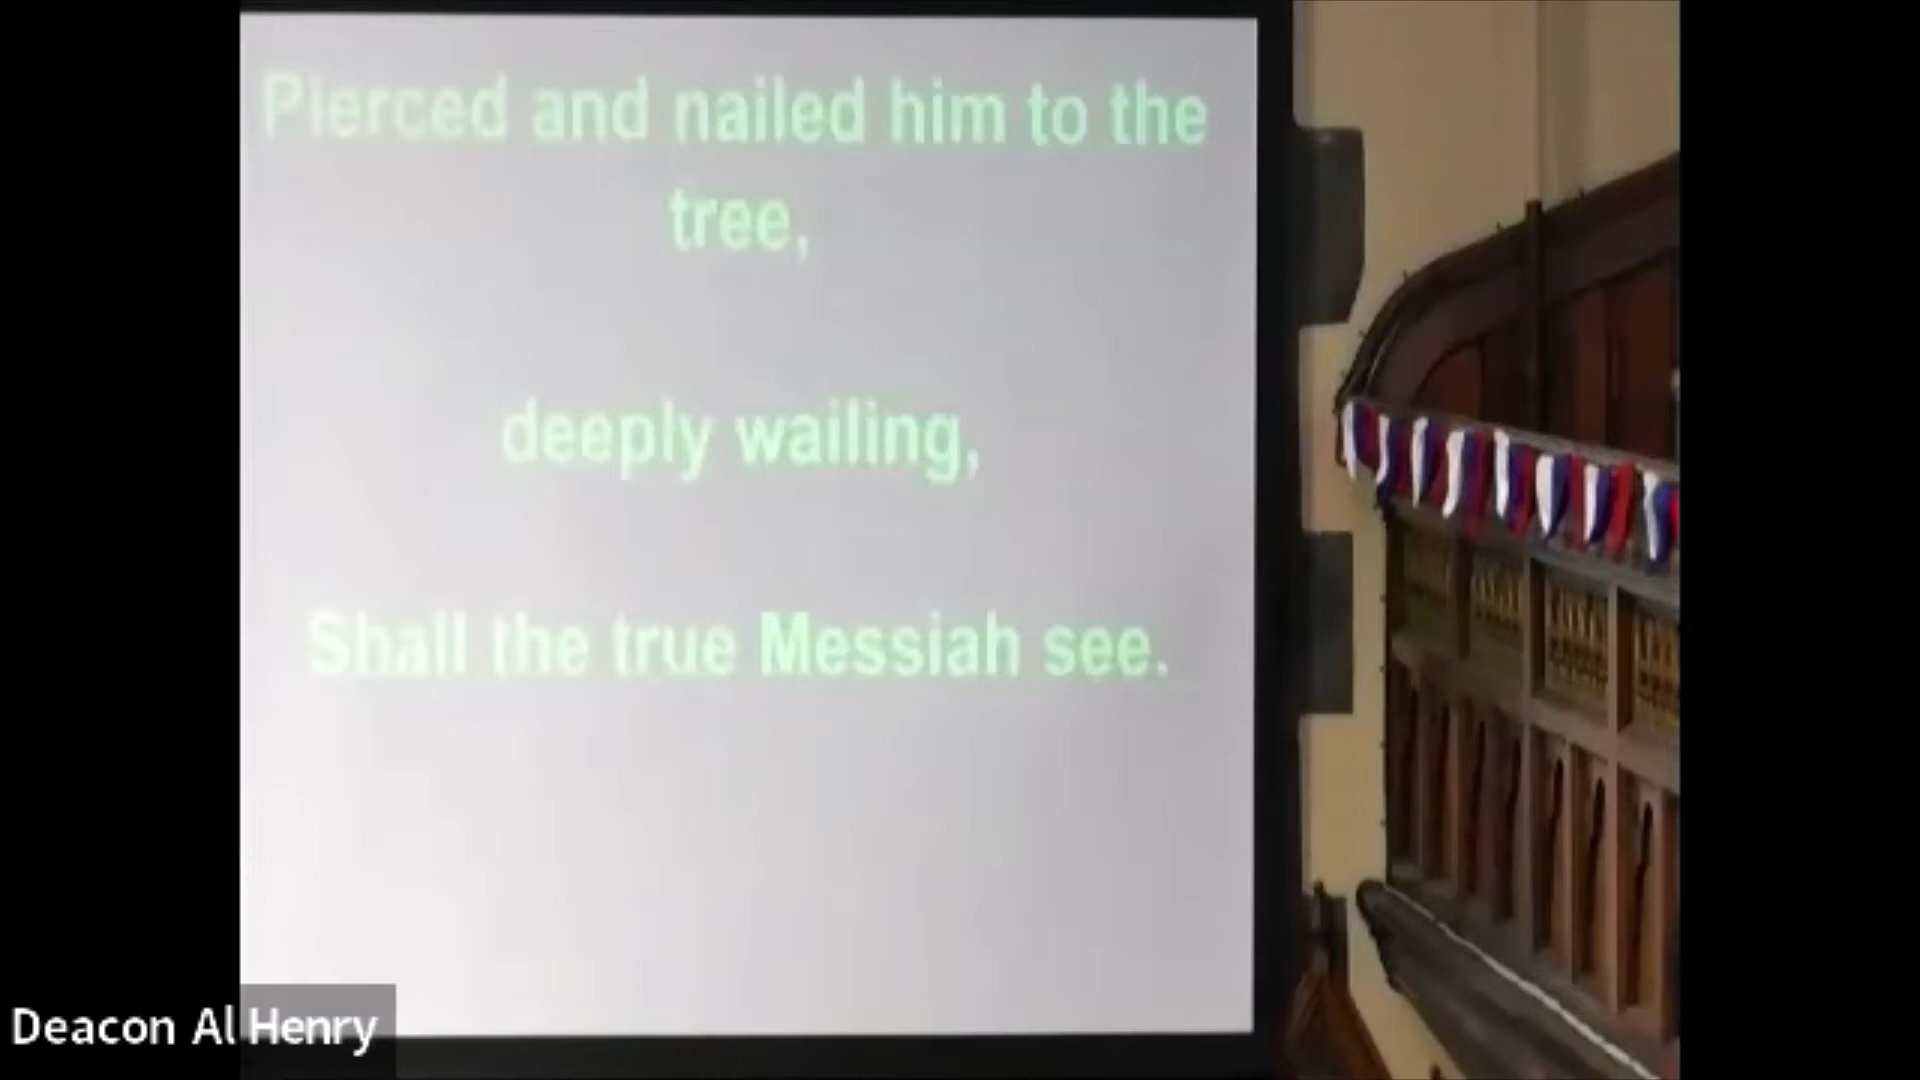 Pierced and nailed him to the
tree,
deeply wailing,
Shall the true Messiah see.
Deacon Al Henry